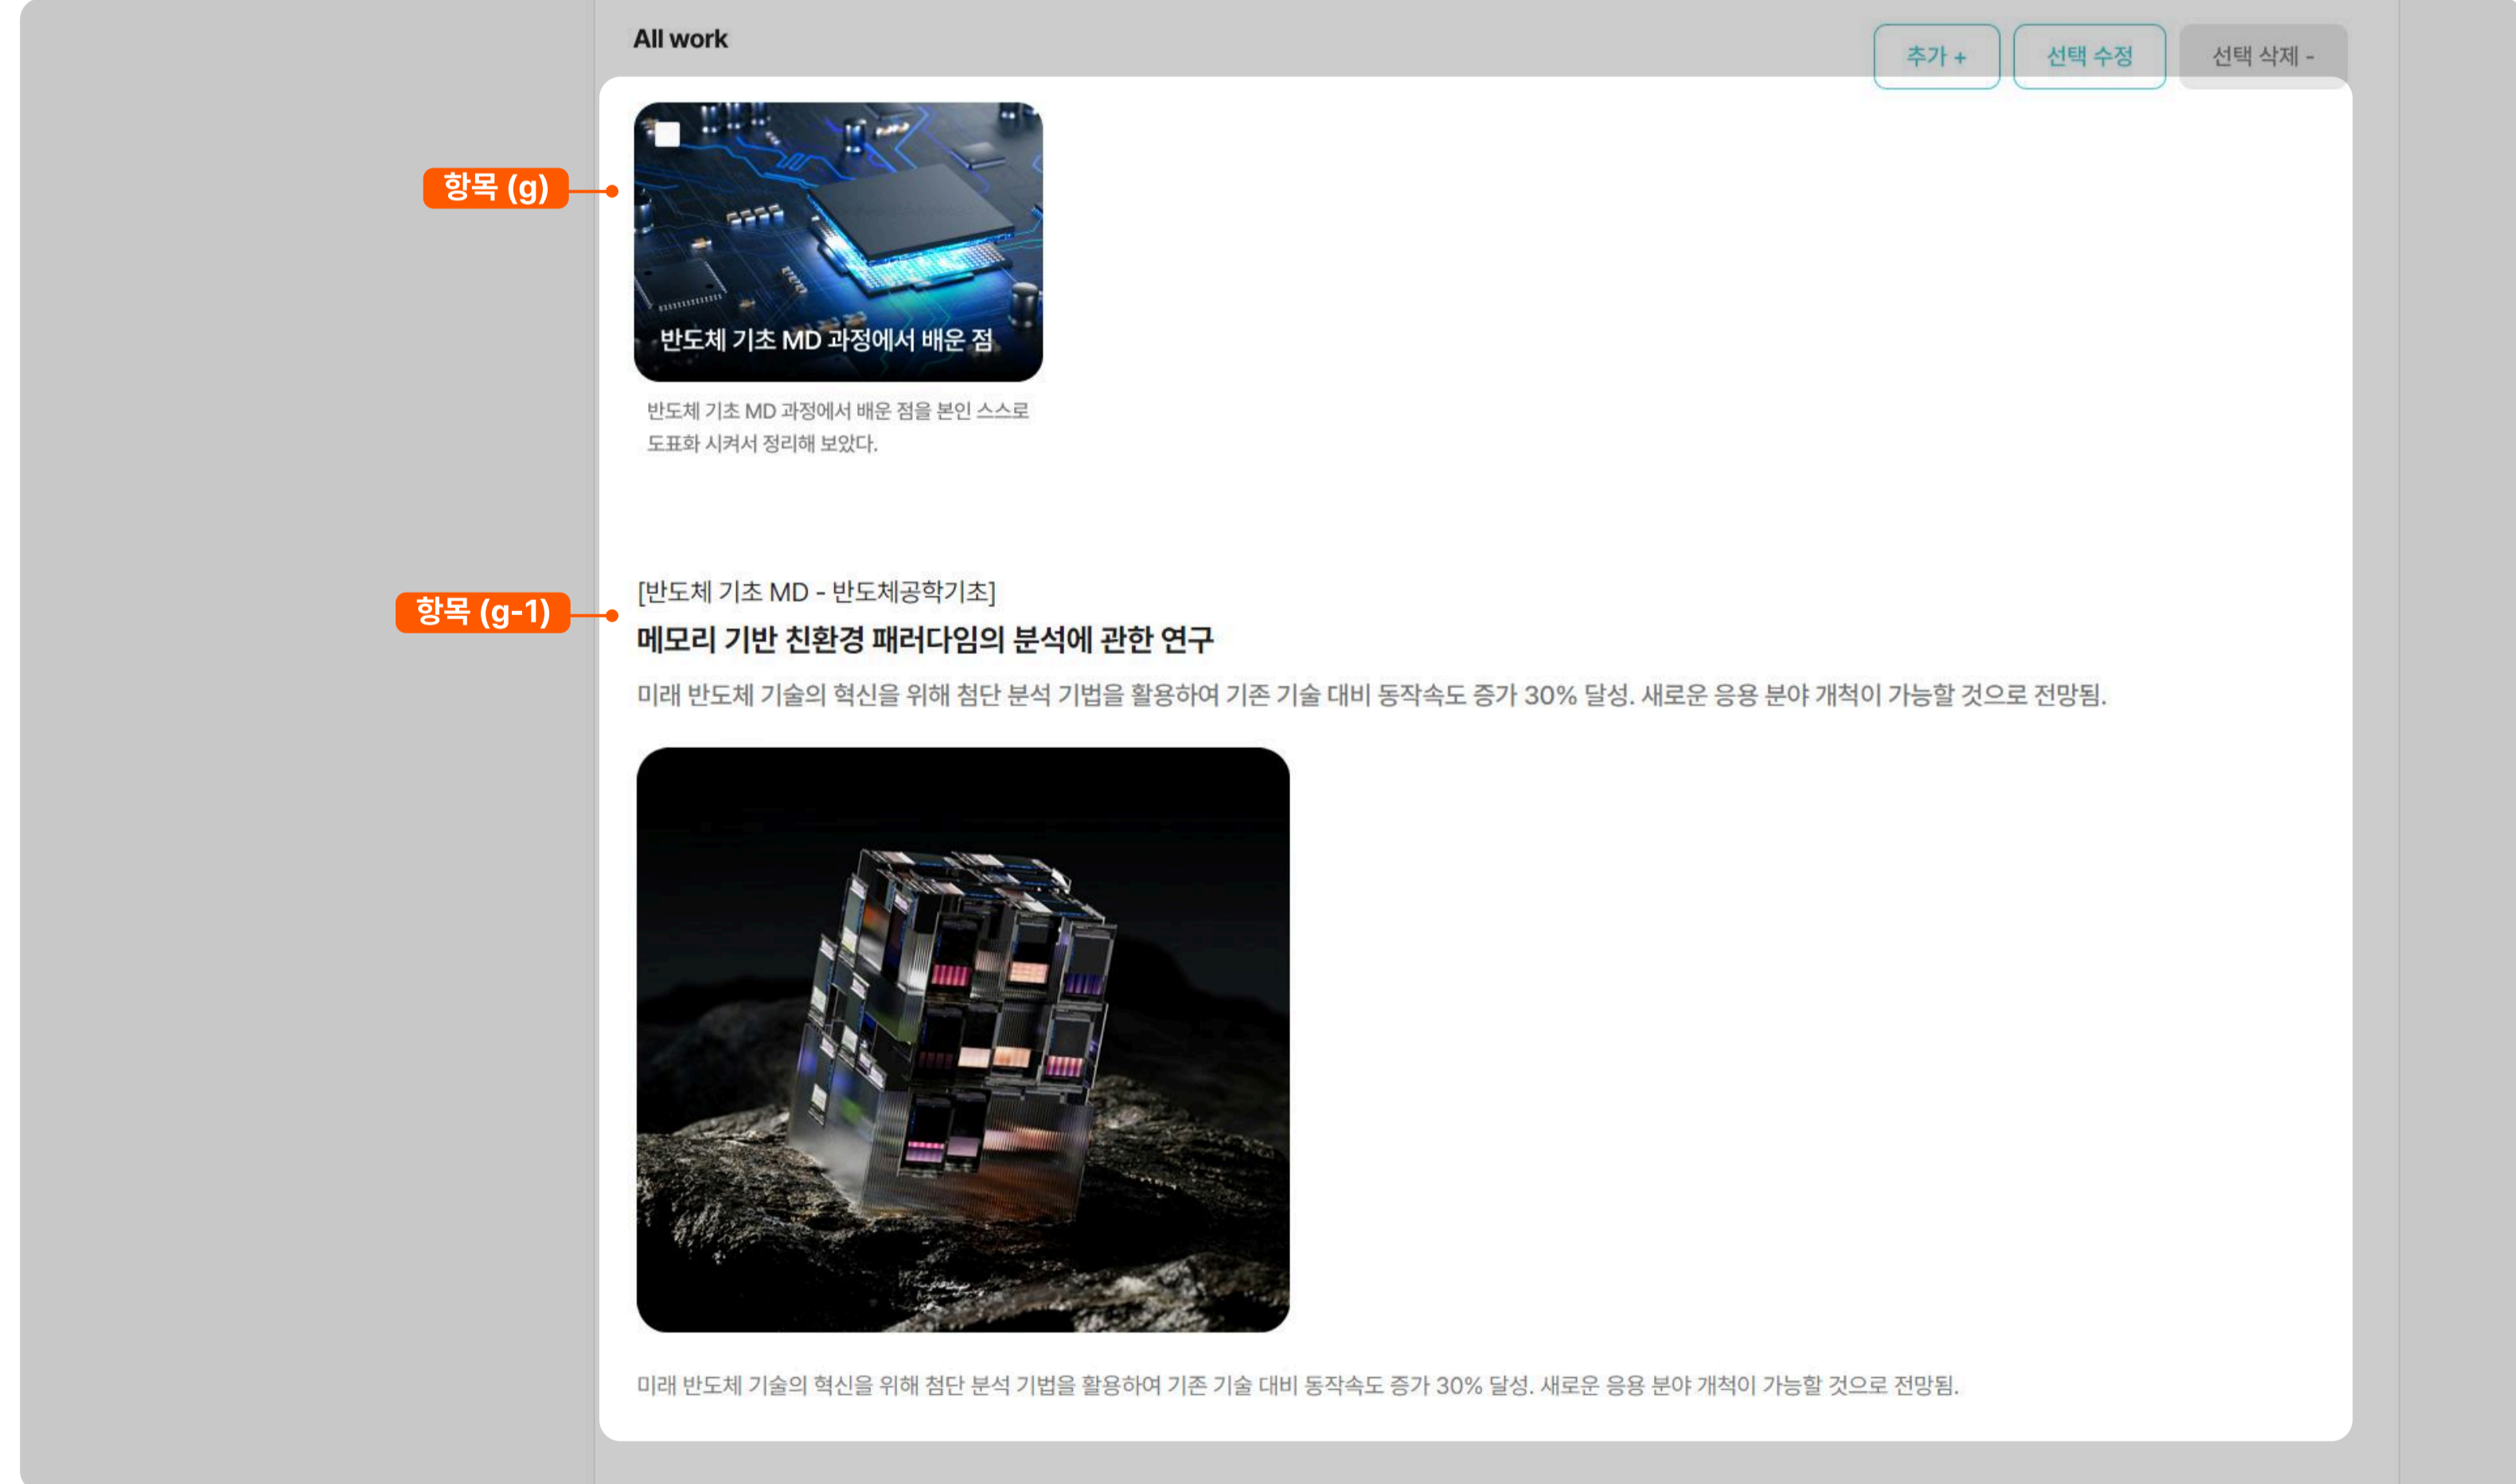 All work
추가 +
선택 수정
선택 삭제 -
항목 (g)
반도체 기초 MD 과정에서 배운 점
반도체 기초 MD 과정에서 배운 점을 본인 스스로
도표화 시켜서 정리해 보았다.
항목 (g-1)
[반도체 기초 MD - 반도체공학기초]
메모리 기반 친환경 패러다임의 분석에 관한 연구
미래 반도체 기술의 혁신을 위해 첨단 분석 기법을 활용하여 기존 기술 대비 동작속도 증가 30% 달성. 새로운 응용 분야 개척이 가능할 것으로 전망됨.
미래 반도체 기술의 혁신을 위해 첨단 분석 기법을 활용하여 기존 기술 대비 동작속도 증가 30% 달성. 새로운 응용 분야 개척이 가능할 것으로 전망됨.